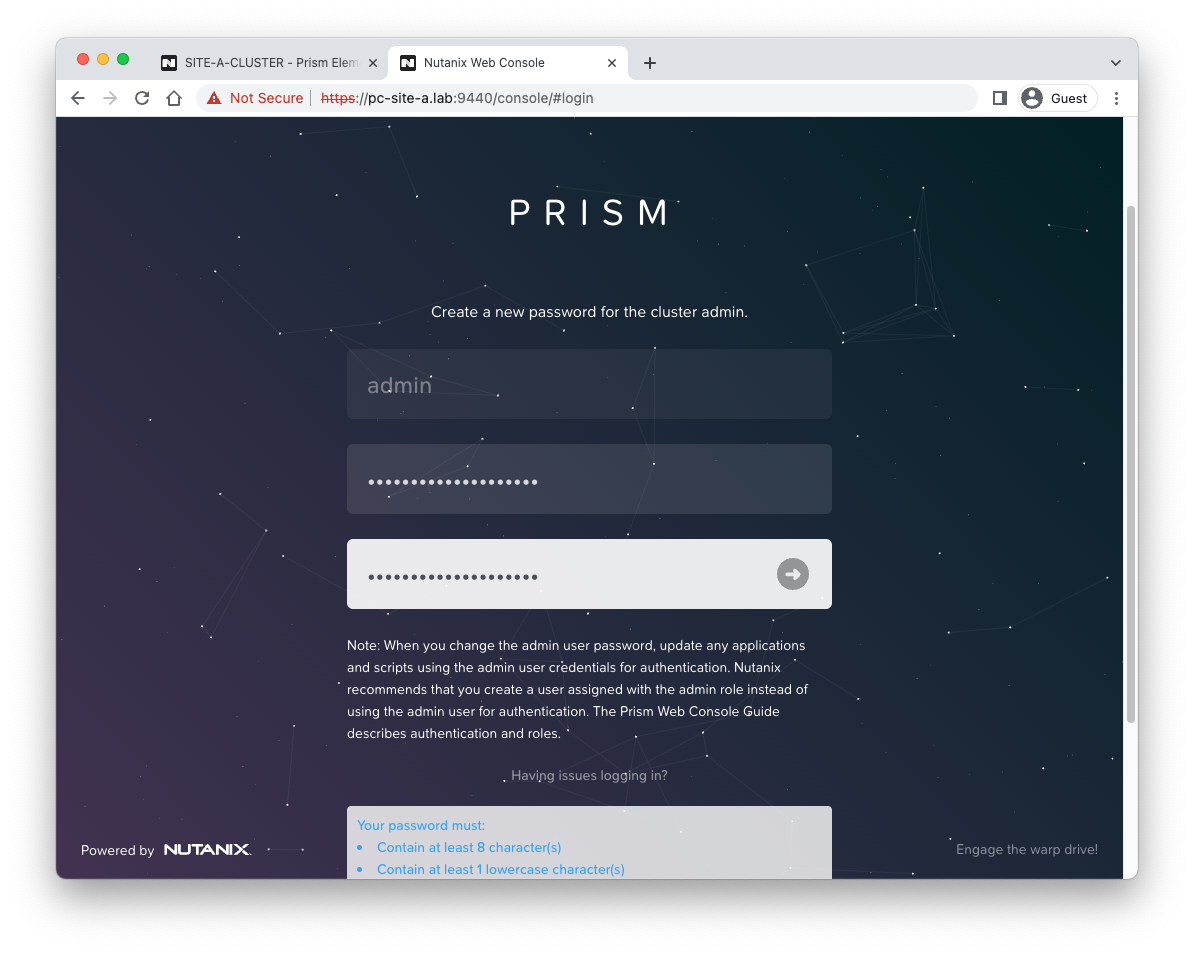 SITE-A-CLUSTER - Prism Elem
Nutanix Web Console
Not Secure
https://pc-site-a.lab:9440/console/#login
Guest
PRISM
Create a new password for the cluster admin.
admin
Note: When you change the admin user password, update any applications
and scripts using the admin user credentials for authentication. Nutanix
recommends that you create a user assigned with the admin role instead of
using the admin user for authentication. The Prism Web Console Guide
describes authentication and roles.
Having issues logging in?
Your password must:
• Contain at least 8 character(s)
• Contain at least 1 lowercase character(s)
Powered by NUTANIX
Engage the warp drive!